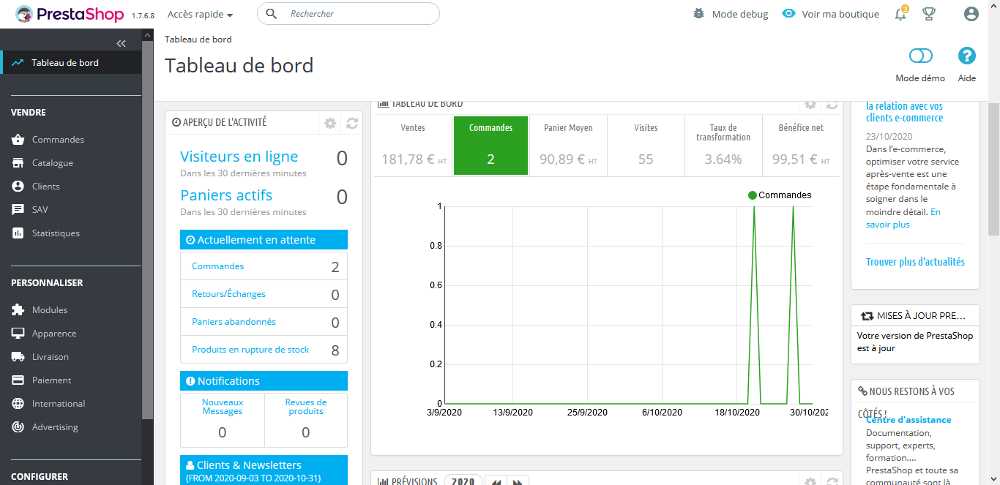 PrestaShop 1.7.6.8 Accès rapide Rechercher Mode debug Voir ma boutique 3
Tableau de bord
Tableau de bord
Mode démo
Aide
Tableau de bord
VENDRE
Commandes
Catalogue
Clients
SAV
Statistiques
PERSONNALISER
Modules
Apparence
Livraison
Paiement
International
Advertising
CONFIGURER
APERÇU DE L'ACTIVITÉ
Visiteurs en ligne 0
Dans les 30 dernières minutes
Paniers actifs 0
Dans les 30 dernières minutes
Actuellement en attente
Commandes 2
Retours/Échanges 0
Paniers abandonnés 0
Produits en rupture de stock 8
Notifications
Nouveaux
Messages
0
Revues de
produits
0
Clients & Newsletters
(FROM 2020-09-03 TO 2020-10-31)
TABLEAU DE BORD
Ventes
181,78 € HT
Commandes
2
Panier Moyen
90,89 € HT
Visites
55
Taux de
transformation
3.64%
Bénéfice net
99,51 € HT
Commandes
1
0.8
0.6
0.4
0.2
0
3/9/2020 13/9/2020 25/9/2020 6/10/2020 18/10/2020 30/10/202
PRÉVISIONS 2020
la relation avec vos
clients e-commerce
23/10/2020
Dans l'e-commerce,
optimiser votre service
après-vente est une
étape fondamentale à
soigner dans le
moindre détail. En
savoir plus
Trouver plus d'actualités
MISES À JOUR PRE...
Votre version de PrestaShop
est à jour
NOUS RESTONS À VOS
CÔTÉS !
Centre d'assistance
Documentation,
support, experts,
formation....
PrestaShop et toute sa
communauté sont là